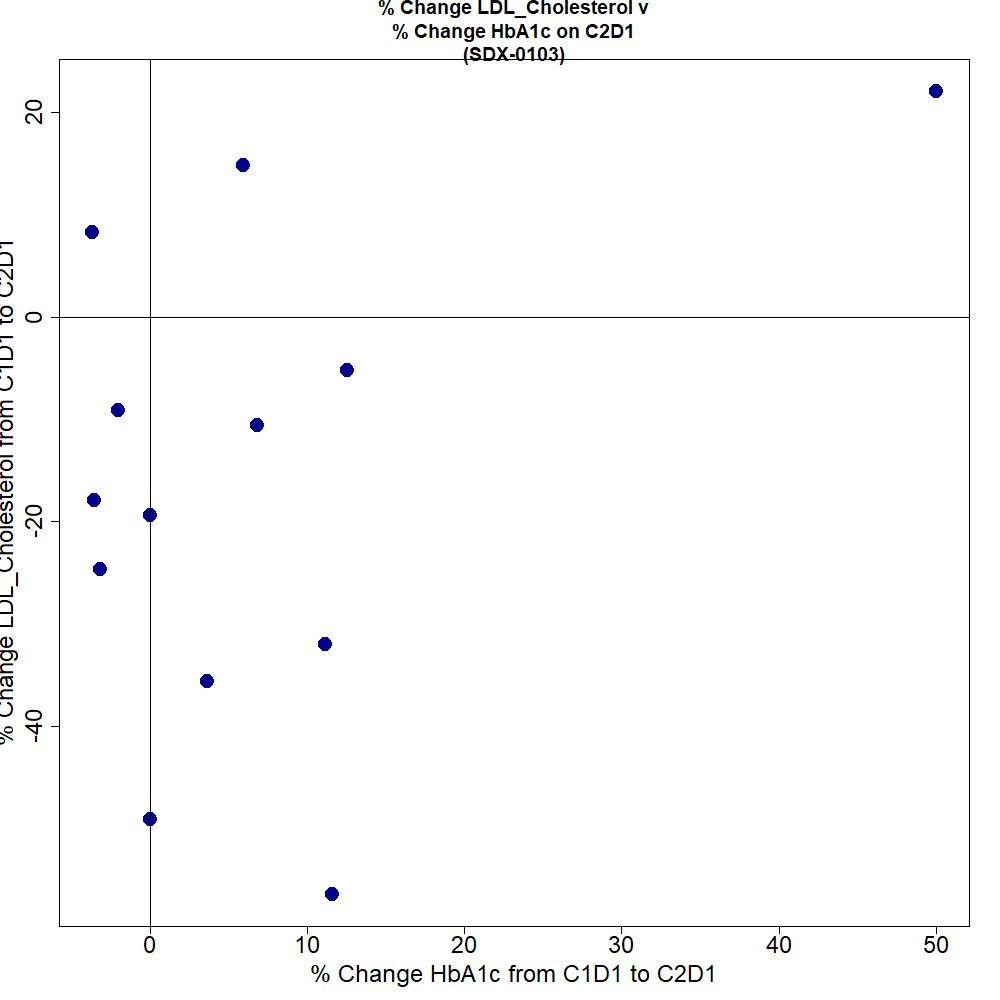 % Change LDL_Cholesterol v
% Change HbA1c on C2D1
(SDX-0103)
% Change LDL_Cholesterol from C1D1 to C2D1
20
0
-20
-40
0
10
20
30
40
50
% Change HbA1c from C1D1 to C2D1